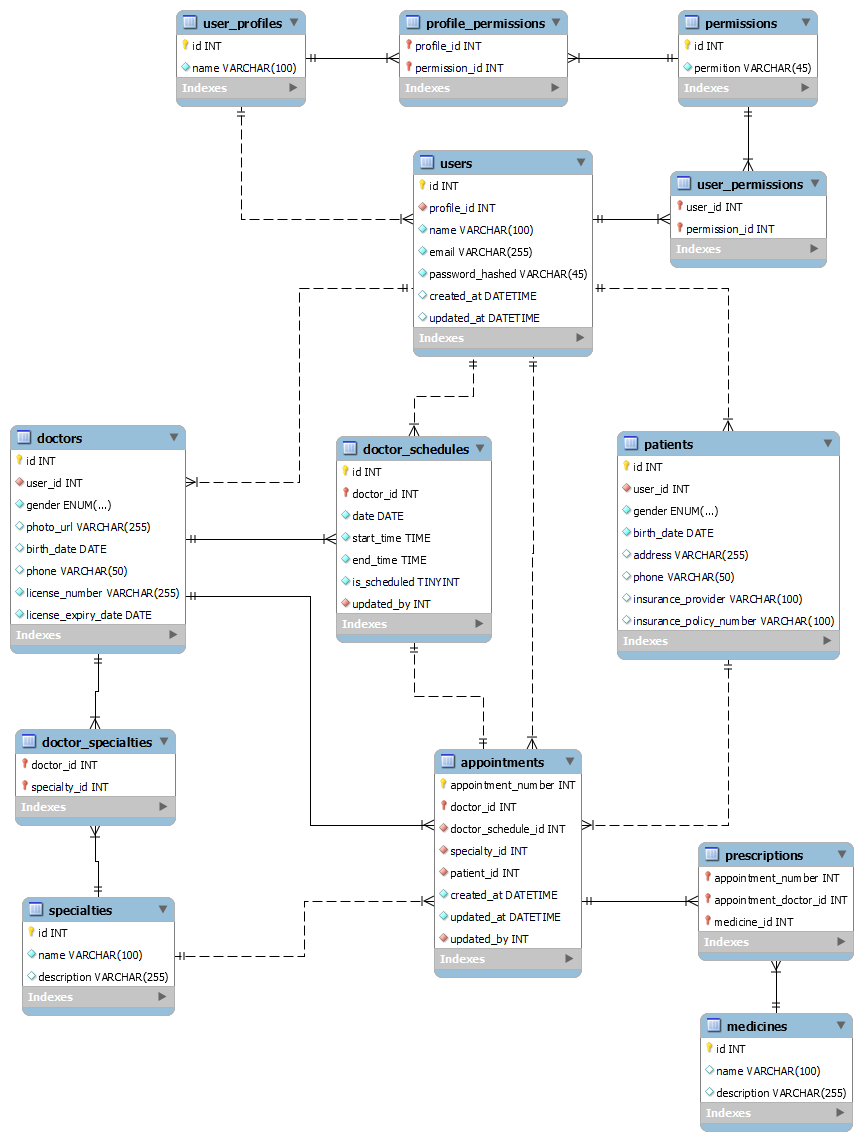 user_profiles
id INT
name VARCHAR(100)
Indexes
profile_permissions
profile_id INT
permission_id INT
Indexes
permissions
id INT
permition VARCHAR(45)
Indexes
users
id INT
profile_id INT
name VARCHAR(100)
email VARCHAR(255)
password_hashed VARCHAR(45)
created_at DATETIME
updated_at DATETIME
Indexes
user_permissions
user_id INT
permission_id INT
Indexes
doctors
id INT
user_id INT
gender ENUM(...)
photo_url VARCHAR(255)
birth_date DATE
phone VARCHAR(50)
license_number VARCHAR(255)
license_expiry_date DATE
Indexes
doctor_schedules
id INT
doctor_id INT
date DATE
start_time TIME
end_time TIME
is_scheduled TINYINT
updated_by INT
Indexes
patients
id INT
user_id INT
gender ENUM(...)
birth_date DATE
address VARCHAR(255)
phone VARCHAR(50)
insurance_provider VARCHAR(100)
insurance_policy_number VARCHAR(100)
Indexes
doctor_specialties
doctor_id INT
specialty_id INT
Indexes
appointments
appointment_number INT
doctor_id INT
doctor_schedule_id INT
specialty_id INT
patient_id INT
created_at DATETIME
updated_at DATETIME
updated_by INT
Indexes
prescriptions
appointment_number INT
appointment_doctor_id INT
medicine_id INT
Indexes
specialties
id INT
name VARCHAR(100)
description VARCHAR(255)
Indexes
medicines
id INT
name VARCHAR(100)
description VARCHAR(255)
Indexes